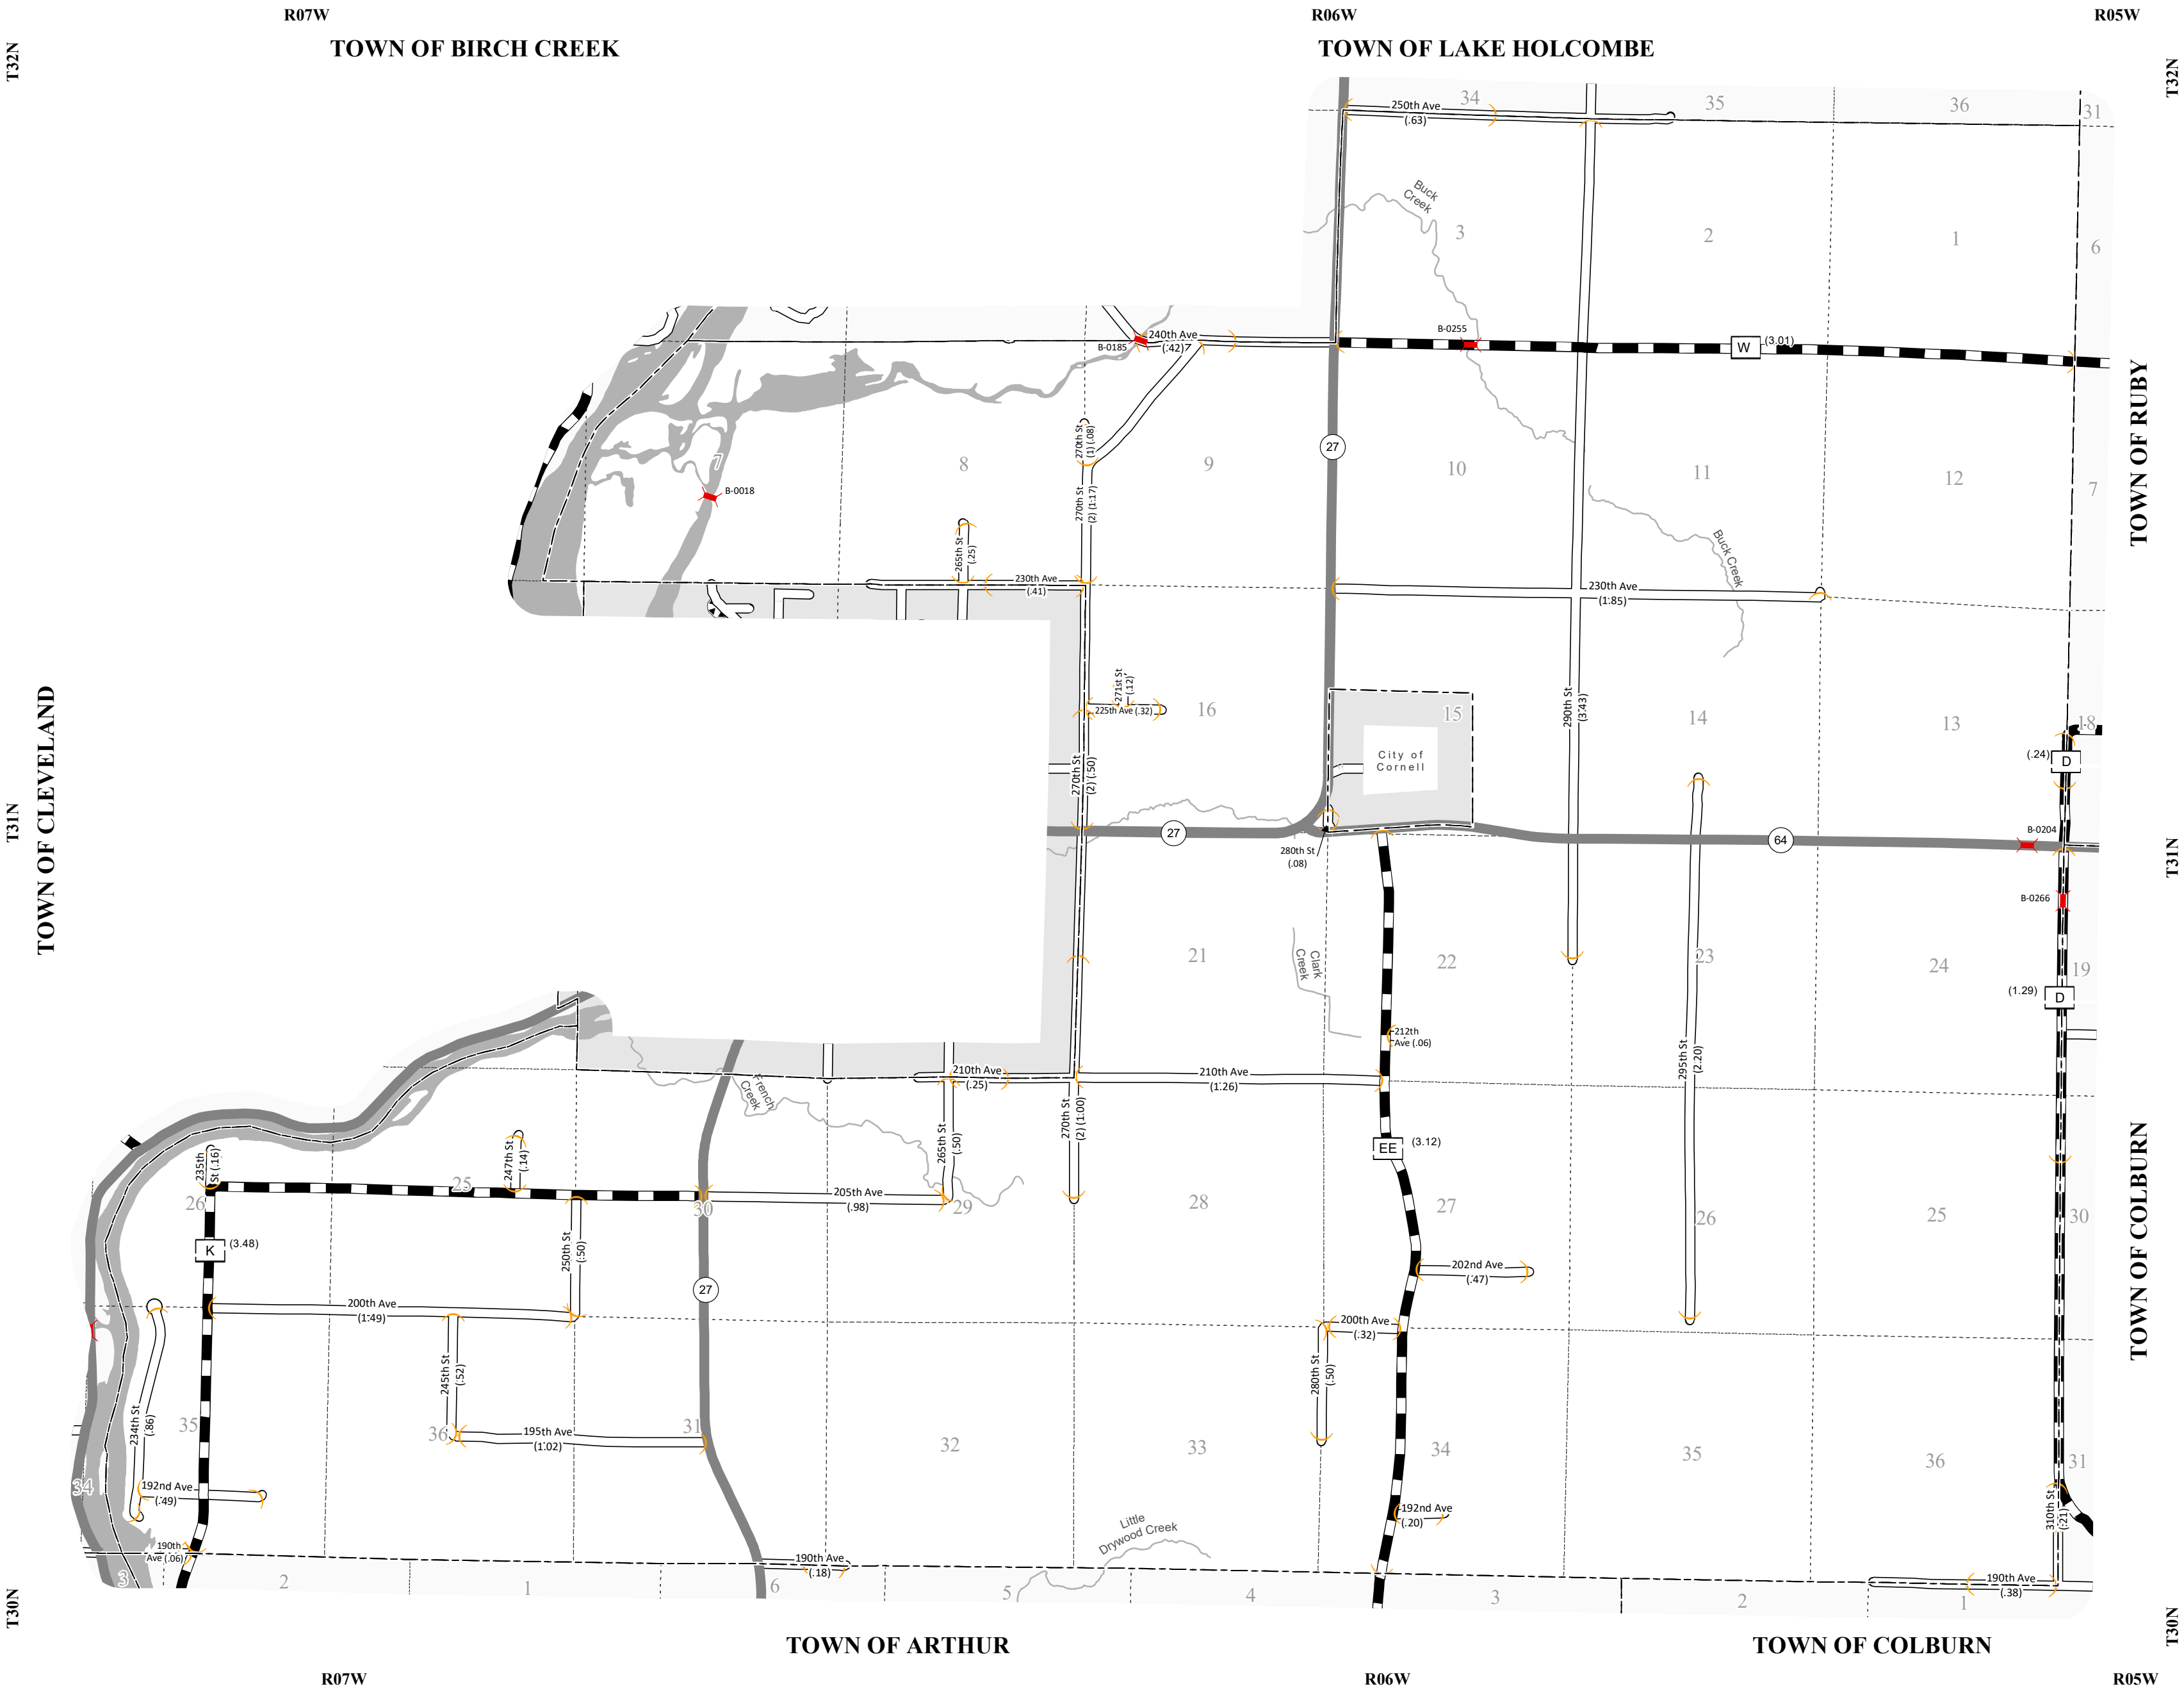 R07W
R06W
R05W
TOWN OF BIRCH CREEK
TOWN OF LAKE HOLCOMBE
T32N
T32N
34
35
36
31
250th Ave
(.63)
Buck
Creek
3
2
1
6
B-0185
240th Ave
(.42)
B-0255
W
(3.01)
TOWN OF RUBY
270th St
(1) (.08)
27
7
8
9
10
11
12
7
B-0018
270th St
(2) (1.17)
265th St
(.25)
Buck Creek
230th Ave
(.41)
230th Ave
(1.85)
271st St
(.12)
225th Ave (.32)
16
15
14
13
18
290th St
(3.43)
City of
Cornell
(.24)
D
270th St
(2) (.50)
TOWN OF CLEVELAND
T31N
T31N
27
64
B-0204
280th St
(.08)
B-0266
21
Clark
Creek
22
23
24
19
(1.29)
D
212th
Ave (.06)
295th St
(2.20)
210th Ave
(.25)
210th Ave
(1.26)
French
Creek
270th St
(2) (1.00)
265th St
(.50)
EE
(3.12)
235th
St (.16)
247th St
(.14)
26
25
30
205th Ave
(.98)
29
28
27
26
25
30
K
(3.48)
250th St
(.50)
TOWN OF COLBURN
202nd Ave
(.47)
27
200th Ave
(1.49)
200th Ave
(.32)
245th St
(.52)
280th St
(.50)
234th St
(.86)
35
36
195th Ave
(1.02)
31
32
33
34
35
36
31
34
192nd Ave
(.49)
192nd Ave
(.20)
310th St
(.21)
Little
Drywood Creek
190th
Ave (.06)
190th Ave
(.18)
190th Ave
(.38)
3
2
1
6
5
4
3
2
1
T30N
T30N
TOWN OF ARTHUR
TOWN OF COLBURN
R07W
R06W
R05W